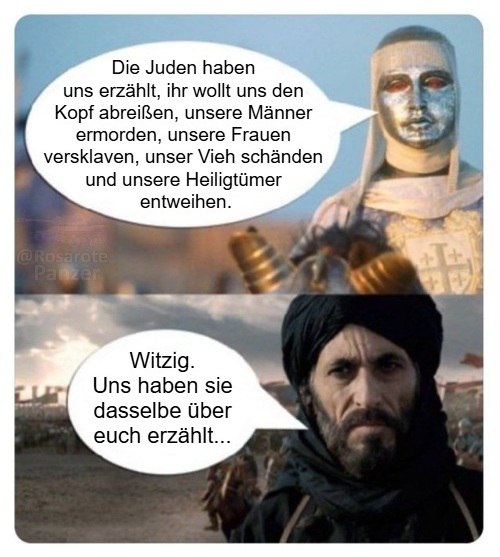 Die Juden haben
uns erzählt, ihr wollt uns den
Kopf abreißen, unsere Männer
ermorden, unsere Frauen
versklaven, unser Vieh schänden
und unsere Heiligtümer
entweihen.
@Rosarote
Panzer
Witzig.
Uns haben sie
dasselbe über
euch erzählt...